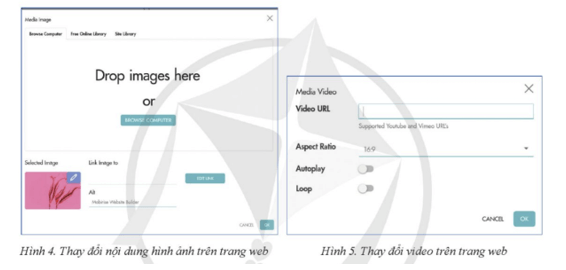 Media Image
Browse Computer
Free Online Library
Site Library
Drop images here
or
BROWSE COMPUTER
Selected Image
Link Image to
EDIT LINK
Alt
Mobirise Website Builder
CANCEL
OK
Hình 4. Thay đổi nội dung hình ảnh trên trang web
Media Video
Video URL
Supported Youtube and Vimeo URLs
Aspect Ratio
16:9
Autoplay
Loop
CANCEL
OK
Hình 5. Thay đổi video trên trang web